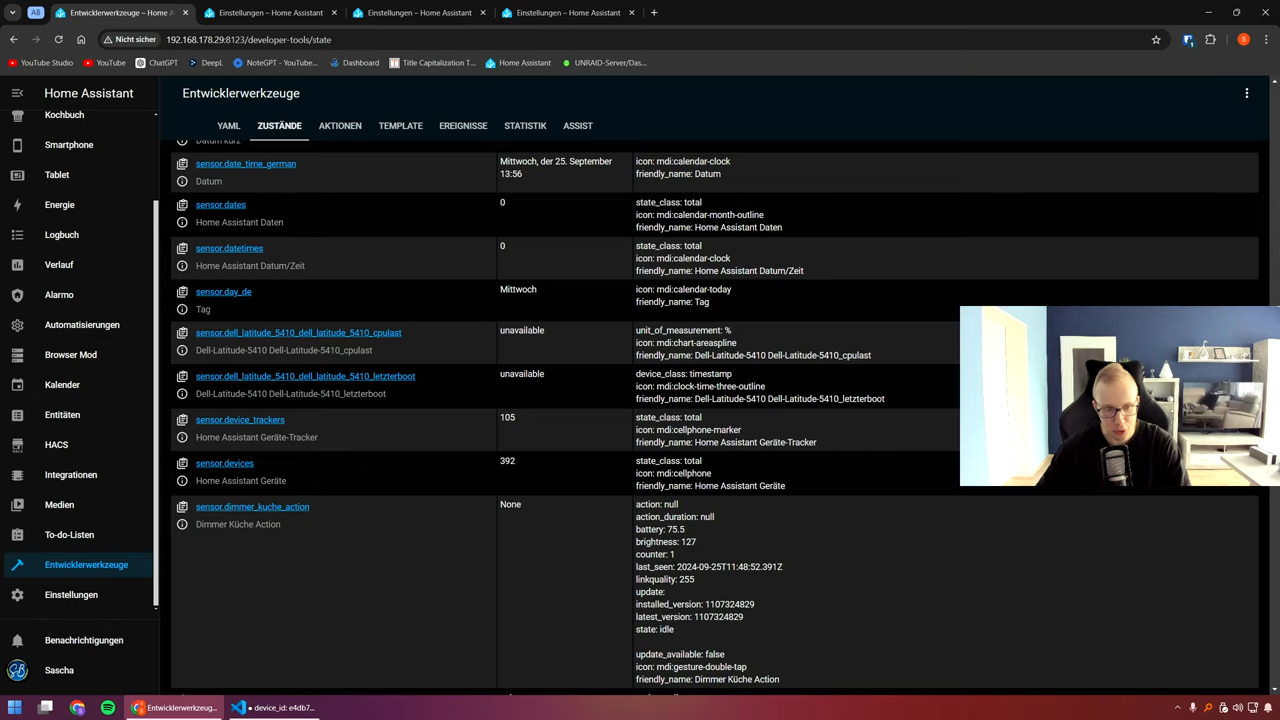 AB
Entwicklerwerkzeuge – Home A
Einstellungen – Home Assistant
Einstellungen – Home Assistant
Einstellungen – Home Assistant
Nicht sicher
192.168.178.29:8123/developer-tools/state
1
S
YouTube Studio
YouTube
ChatGPT
DeepL
NoteGPT - YouTube...
Dashboard
Title Capitalization T...
Home Assistant
UNRAID-Server/Das...
Home Assistant
Entwicklerwerkzeuge
YAML
ZUSTÄNDE
AKTIONEN
TEMPLATE
EREIGNISSE
STATISTIK
ASSIST
Kochbuch
Smartphone
Tablet
Energie
Logbuch
Verlauf
Alarmo
Automatisierungen
Browser Mod
Kalender
Entitäten
HACS
Integrationen
Medien
To-do-Listen
Entwicklerwerkzeuge
Einstellungen
Benachrichtigungen
Sascha
Datum kurz
sensor.date_time_german
Datum
Mittwoch, der 25. September
13:56
icon: mdi:calendar-clock
friendly_name: Datum
sensor.dates
Home Assistant Daten
0
state_class: total
icon: mdi:calendar-month-outline
friendly_name: Home Assistant Daten
sensor.datetimes
Home Assistant Datum/Zeit
0
state_class: total
icon: mdi:calendar-clock
friendly_name: Home Assistant Datum/Zeit
sensor.day_de
Tag
Mittwoch
icon: mdi:calendar-today
friendly_name: Tag
sensor.dell_latitude_5410_dell_latitude_5410_cpulast
Dell-Latitude-5410 Dell-Latitude-5410_cpulast
unavailable
unit_of_measurement: %
icon: mdi:chart-areaspline
friendly_name: Dell-Latitude-5410 Dell-Latitude-5410_cpulast
sensor.dell_latitude_5410_dell_latitude_5410_letzterboot
Dell-Latitude-5410 Dell-Latitude-5410_letzterboot
unavailable
device_class: timestamp
icon: mdi:clock-time-three-outline
friendly_name: Dell-Latitude-5410 Dell-Latitude-5410_letzterboot
sensor.device_trackers
Home Assistant Geräte-Tracker
105
state_class: total
icon: mdi:cellphone-marker
friendly_name: Home Assistant Geräte-Tracker
sensor.devices
Home Assistant Geräte
392
state_class: total
icon: mdi:cellphone
friendly_name: Home Assistant Geräte
sensor.dimmer_kuche_action
Dimmer Küche Action
None
action: null
action_duration: null
battery: 75.5
brightness: 127
counter: 1
last_seen: 2024-09-25T11:48:52.391Z
linkquality: 255
update:
installed_version: 1107324829
latest_version: 1107324829
state: idle
update_available: false
icon: mdi:gesture-double-tap
friendly_name: Dimmer Küche Action
Entwicklerwerkzeug...
● device_id: e4db7...